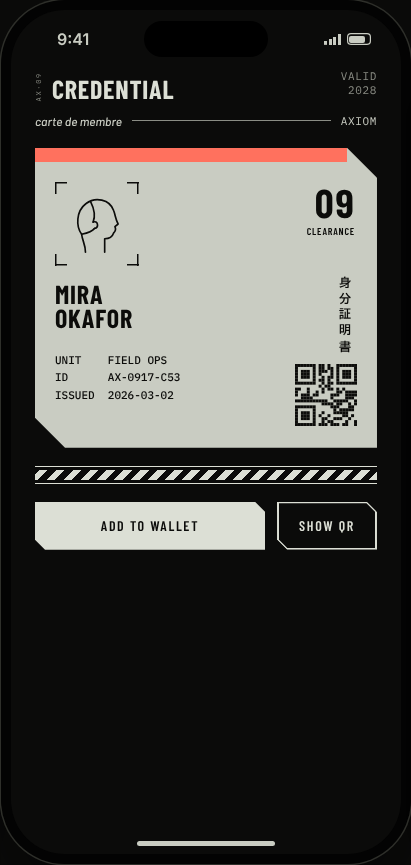 9:41
AX·09
CREDENTIAL
VALID
2028
carte de membre
AXIOM
09
CLEARANCE
MIRA
OKAFOR
身分証明書
UNIT FIELD OPS
ID AX-0917-C53
ISSUED 2026-03-02
ADD TO WALLET
SHOW QR